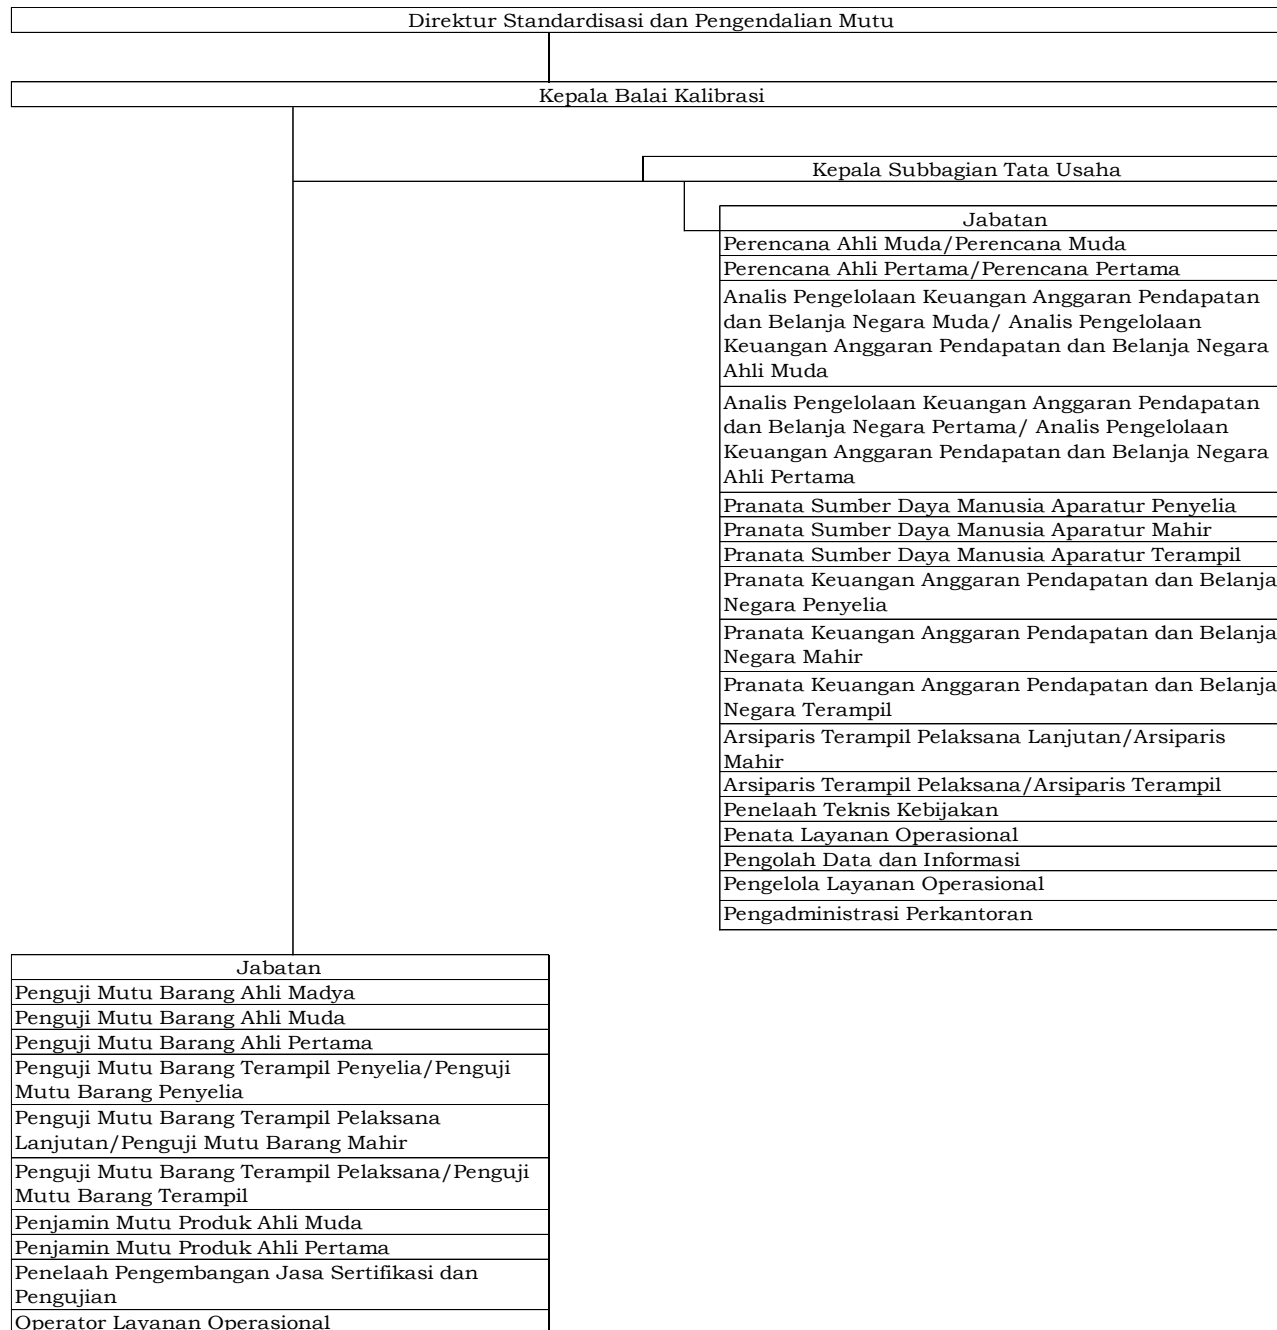 Direktur Standardisasi dan Pengendalian Mutu
Kepala Balai Kalibrasi
Kepala Subbagian Tata Usaha
Jabatan
Perencana Ahli Muda/Perencana Muda
Perencana Ahli Pertama/Perencana Pertama
Analis Pengelolaan Keuangan Anggaran Pendapatan
dan Belanja Negara Muda/ Analis Pengelolaan
Keuangan Anggaran Pendapatan dan Belanja Negara
Ahli Muda
Analis Pengelolaan Keuangan Anggaran Pendapatan
dan Belanja Negara Pertama/ Analis Pengelolaan
Keuangan Anggaran Pendapatan dan Belanja Negara
Ahli Pertama
Pranata Sumber Daya Manusia Aparatur Penyelia
Pranata Sumber Daya Manusia Aparatur Mahir
Pranata Sumber Daya Manusia Aparatur Terampil
Pranata Keuangan Anggaran Pendapatan dan Belanja
Negara Penyelia
Pranata Keuangan Anggaran Pendapatan dan Belanja
Negara Mahir
Pranata Keuangan Anggaran Pendapatan dan Belanja
Negara Terampil
Arsiparis Terampil Pelaksana Lanjutan/Arsiparis
Mahir
Arsiparis Terampil Pelaksana/Arsiparis Terampil
Penelaah Teknis Kebijakan
Penata Layanan Operasional
Pengolah Data dan Informasi
Pengelola Layanan Operasional
Pengadministrasi Perkantoran
Jabatan
Penguji Mutu Barang Ahli Madya
Penguji Mutu Barang Ahli Muda
Penguji Mutu Barang Ahli Pertama
Penguji Mutu Barang Terampil Penyelia/Penguji
Mutu Barang Penyelia
Penguji Mutu Barang Terampil Pelaksana
Lanjutan/Penguji Mutu Barang Mahir
Penguji Mutu Barang Terampil Pelaksana/Penguji
Mutu Barang Terampil
Penjamin Mutu Produk Ahli Muda
Penjamin Mutu Produk Ahli Pertama
Penelaah Pengembangan Jasa Sertifikasi dan
Pengujian
Operator Layanan Operasional